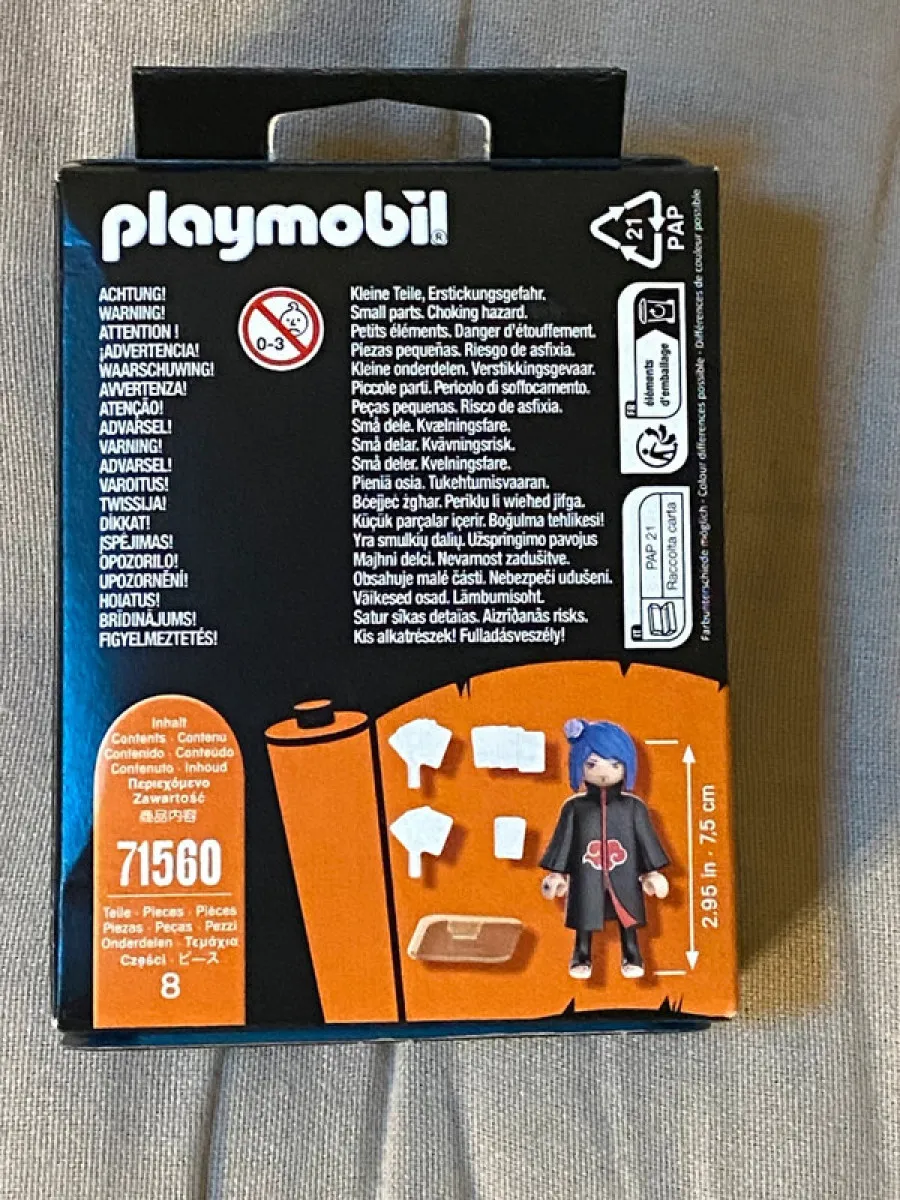 playmobil®
21
PAP
ACHTUNG!
WARNING!
ATTENTION !
¡ADVERTENCIA!
WAARSCHUWING!
AVVERTENZA!
ATENÇÃO!
ADVARSEL!
VARNING!
ADVARSEL!
VAROITUS!
TWISSIJA!
DİKKAT!
ĮSPĖJIMAS!
OPOZORILO!
UPOZORNĚNÍ!
HOIATUS!
BRĪDINĀJUMS!
FIGYELMEZTETÉS!
0-3
Kleine Teile, Erstickungsgefahr.
Small parts. Choking hazard.
Petits éléments. Danger d'étouffement.
Piezas pequeñas. Riesgo de asfixia.
Kleine onderdelen. Verstikkingsgevaar.
Piccole parti. Pericolo di soffocamento.
Peças pequenas. Risco de asfixia.
Små dele. Kvælningsfare.
Små delar. Kvävningsrisk.
Små deler. Kvelningsfare.
Pieniä osia. Tukehtumisvaaran.
Bċejjeċ żgħar. Periklu li wieħed jifga.
Küçük parçalar içerir. Boğulma tehlikesi!
Yra smulkių dalių. Užspringimo pavojus
Majhni delci. Nevarnost zadušitve.
Obsahuje malé části. Nebezpečí udušení.
Väikesed osad. Lämbumisoht.
Satur sīkas detaļas. Aizrīšanās risks.
Kis alkatrészek! Fulladásveszély!
FR
éléments
d'emballage
IT
PAP 21
Raccolta carta
Farbunterschiede möglich · Colour differences possible · Différences de couleur possible
Inhalt
Contents · Contenu
Contenido · Conteúdo
Contenuto · Inhoud
Περιεχόμενο
Zawartość
商品内容
71560
Teile · Pieces · Pièces
Piezas · Peças · Pezzi
Onderdelen · Τεμάχια
Części · ピース
8
2.95 in · 7,5 cm